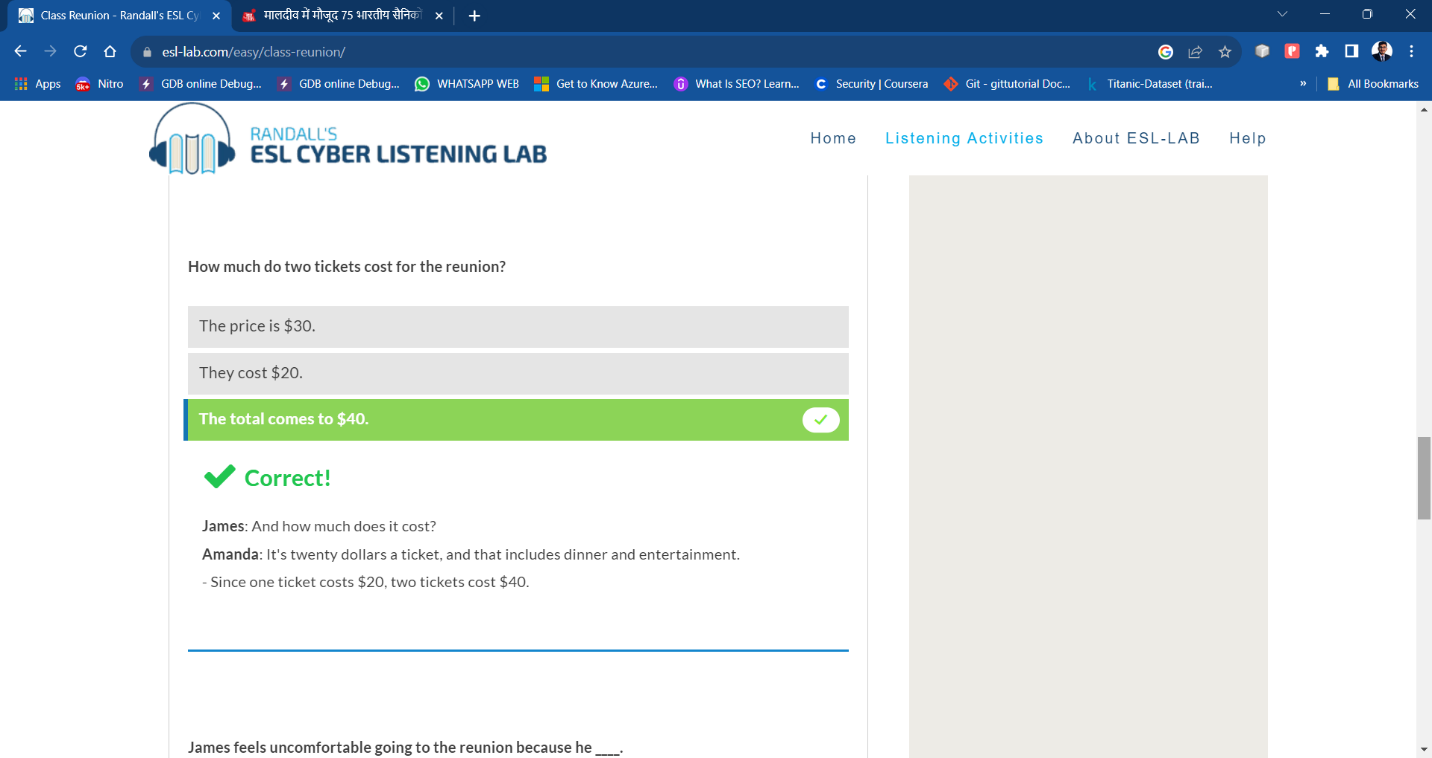 Class Reunion - Randall's ESL Cy
मालदीव में मौजूद 75 भारतीय सैनिको
esl-lab.com/easy/class-reunion/
Apps
5k+
Nitro
GDB online Debug...
GDB online Debug...
WHATSAPP WEB
Get to Know Azure...
What Is SEO? Learn...
Security | Coursera
Git - gittutorial Doc...
Titanic-Dataset (trai...
»
All Bookmarks
RANDALL'S
ESL CYBER LISTENING LAB
Home
Listening Activities
About ESL-LAB
Help
How much do two tickets cost for the reunion?
The price is $30.
They cost $20.
The total comes to $40.
Correct!
James: And how much does it cost?
Amanda: It's twenty dollars a ticket, and that includes dinner and entertainment.
- Since one ticket costs $20, two tickets cost $40.
James feels uncomfortable going to the reunion because he ____.